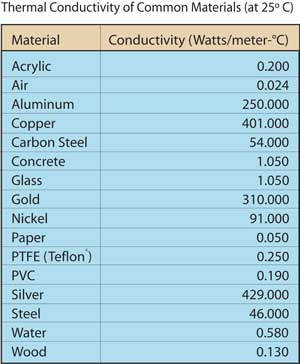 Thermal Conductivity of Common Materials (at 25º C)
Material Conductivity (Watts/meter-°C)
Acrylic 0.200
Air 0.024
Aluminum 250.000
Copper 401.000
Carbon Steel 54.000
Concrete 1.050
Glass 1.050
Gold 310.000
Nickel 91.000
Paper 0.050
PTFE (Teflon°) 0.250
PVC 0.190
Silver 429.000
Steel 46.000
Water 0.580
Wood 0.130